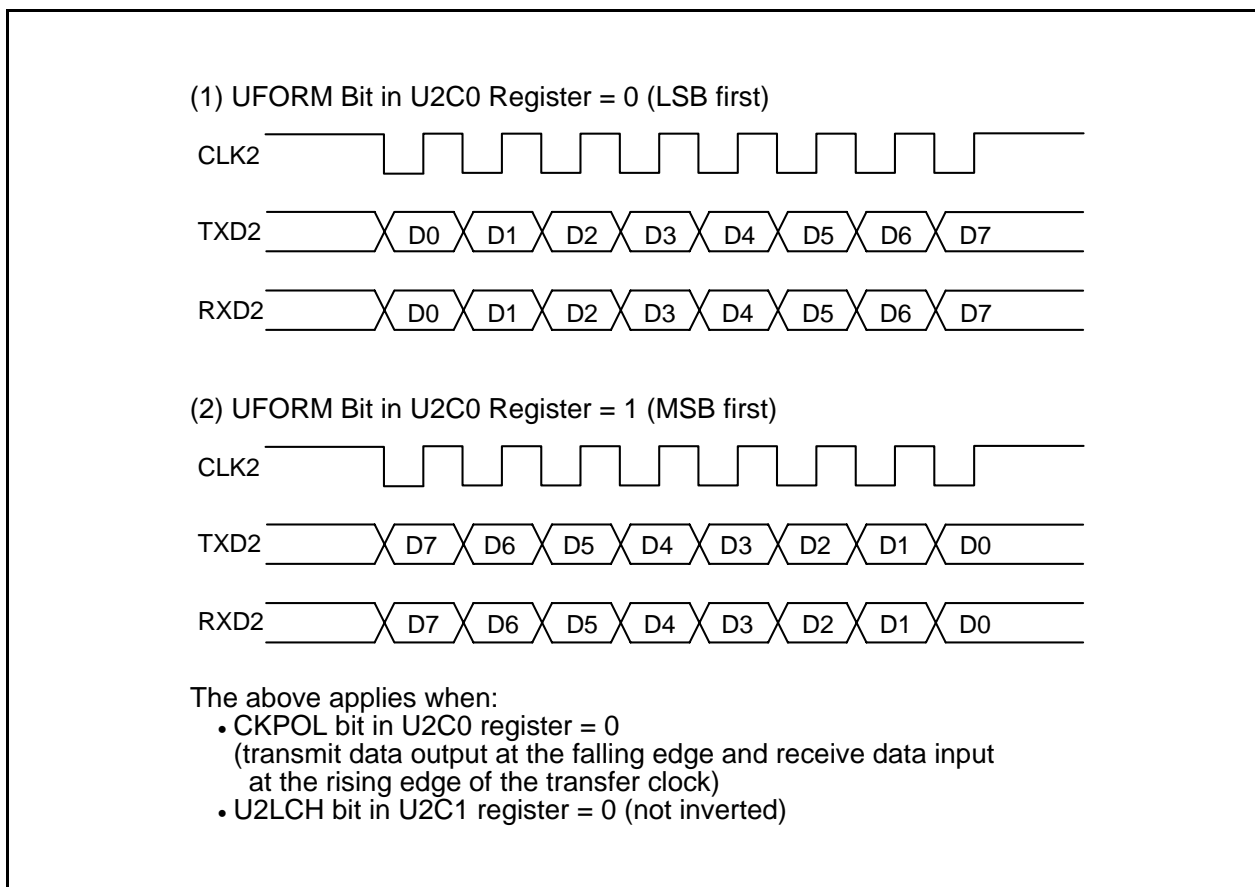 (1) UFORM Bit in U2C0 Register = 0 (LSB first)
CLK2
TXD2 D0 D1 D2 D3 D4 D5 D6 D7
RXD2 D0 D1 D2 D3 D4 D5 D6 D7
(2) UFORM Bit in U2C0 Register = 1 (MSB first)
CLK2
TXD2 D7 D6 D5 D4 D3 D2 D1 D0
RXD2 D7 D6 D5 D4 D3 D2 D1 D0
The above applies when:
• CKPOL bit in U2C0 register = 0
(transmit data output at the falling edge and receive data input
at the rising edge of the transfer clock)
• U2LCH bit in U2C1 register = 0 (not inverted)